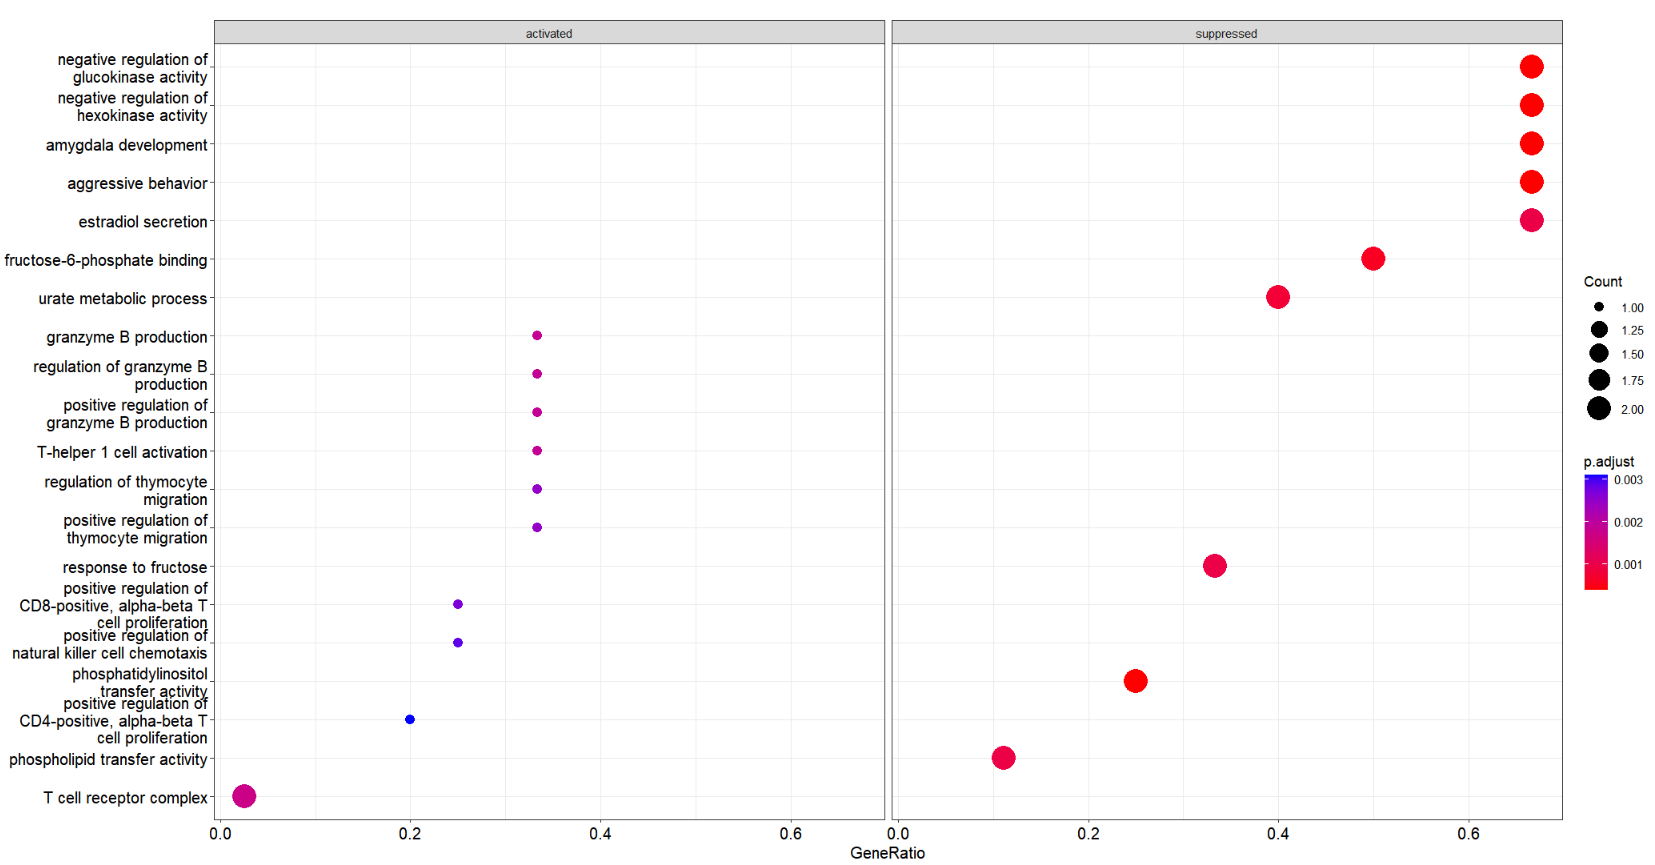 activated
suppressed
negative regulation of
glucokinase activity
negative regulation of
hexokinase activity
amygdala development
aggressive behavior
estradiol secretion
fructose-6-phosphate binding
urate metabolic process
granzyme B production
regulation of granzyme B
production
positive regulation of
granzyme B production
T-helper 1 cell activation
regulation of thymocyte
migration
positive regulation of
thymocyte migration
response to fructose
positive regulation of
CD8-positive, alpha-beta T
cell proliferation
positive regulation of
natural killer cell chemotaxis
phosphatidylinositol
transfer activity
positive regulation of
CD4-positive, alpha-beta T
cell proliferation
phospholipid transfer activity
T cell receptor complex
0.0 0.2 0.4 0.6
0.0 0.2 0.4 0.6
GeneRatio
Count
1.00
1.25
1.50
1.75
2.00
p.adjust
0.003
0.002
0.001